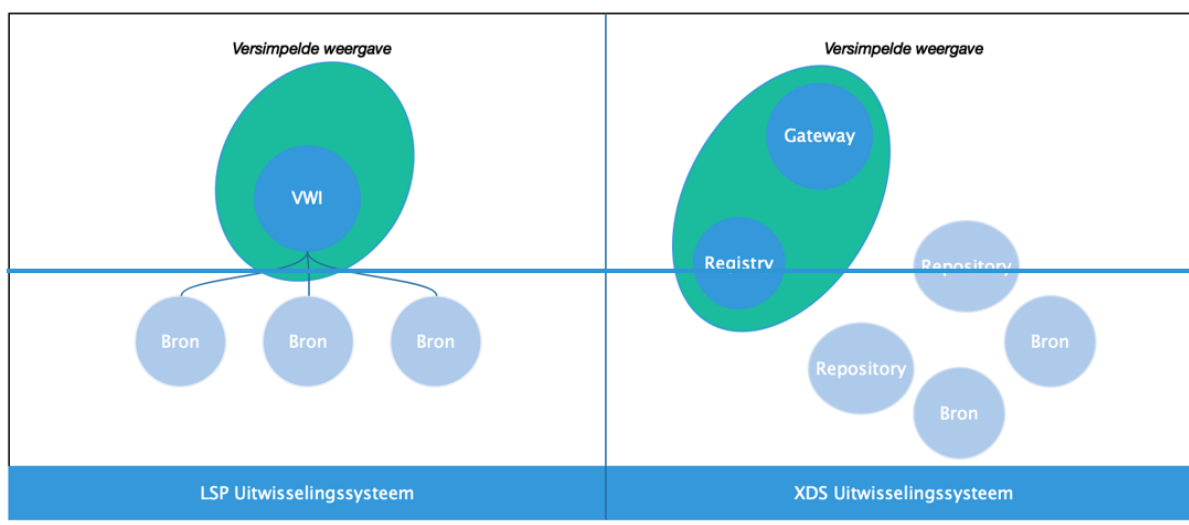 Versimpelde weergave
VWI
Bron
Bron
Bron
LSP Uitwisselingssysteem
Versimpelde weergave
Gateway
Registry
Repository
Repository
Bron
Bron
XDS Uitwisselingssysteem